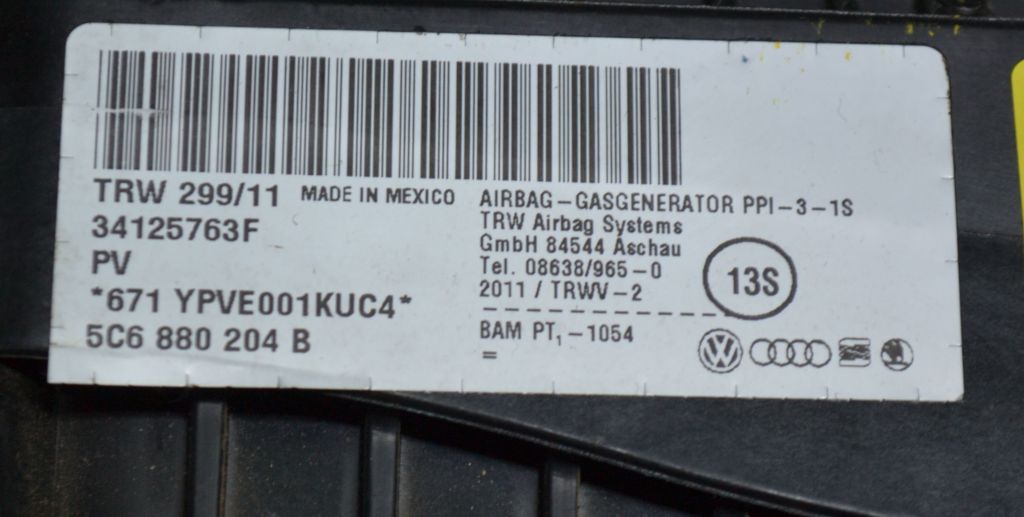 TRW 299/11 MADE IN MEXICO
34125763F
PV
*671 YPVE001KUC4*
5C6 880 204 B
AIRBAG-GASGENERATOR PPI-3-1S
TRW Airbag Systems
GmbH 84544 Aschau
Tel. 08638/965-0
2011 / TRWV-2
13S
BAM PT₁-1054
=